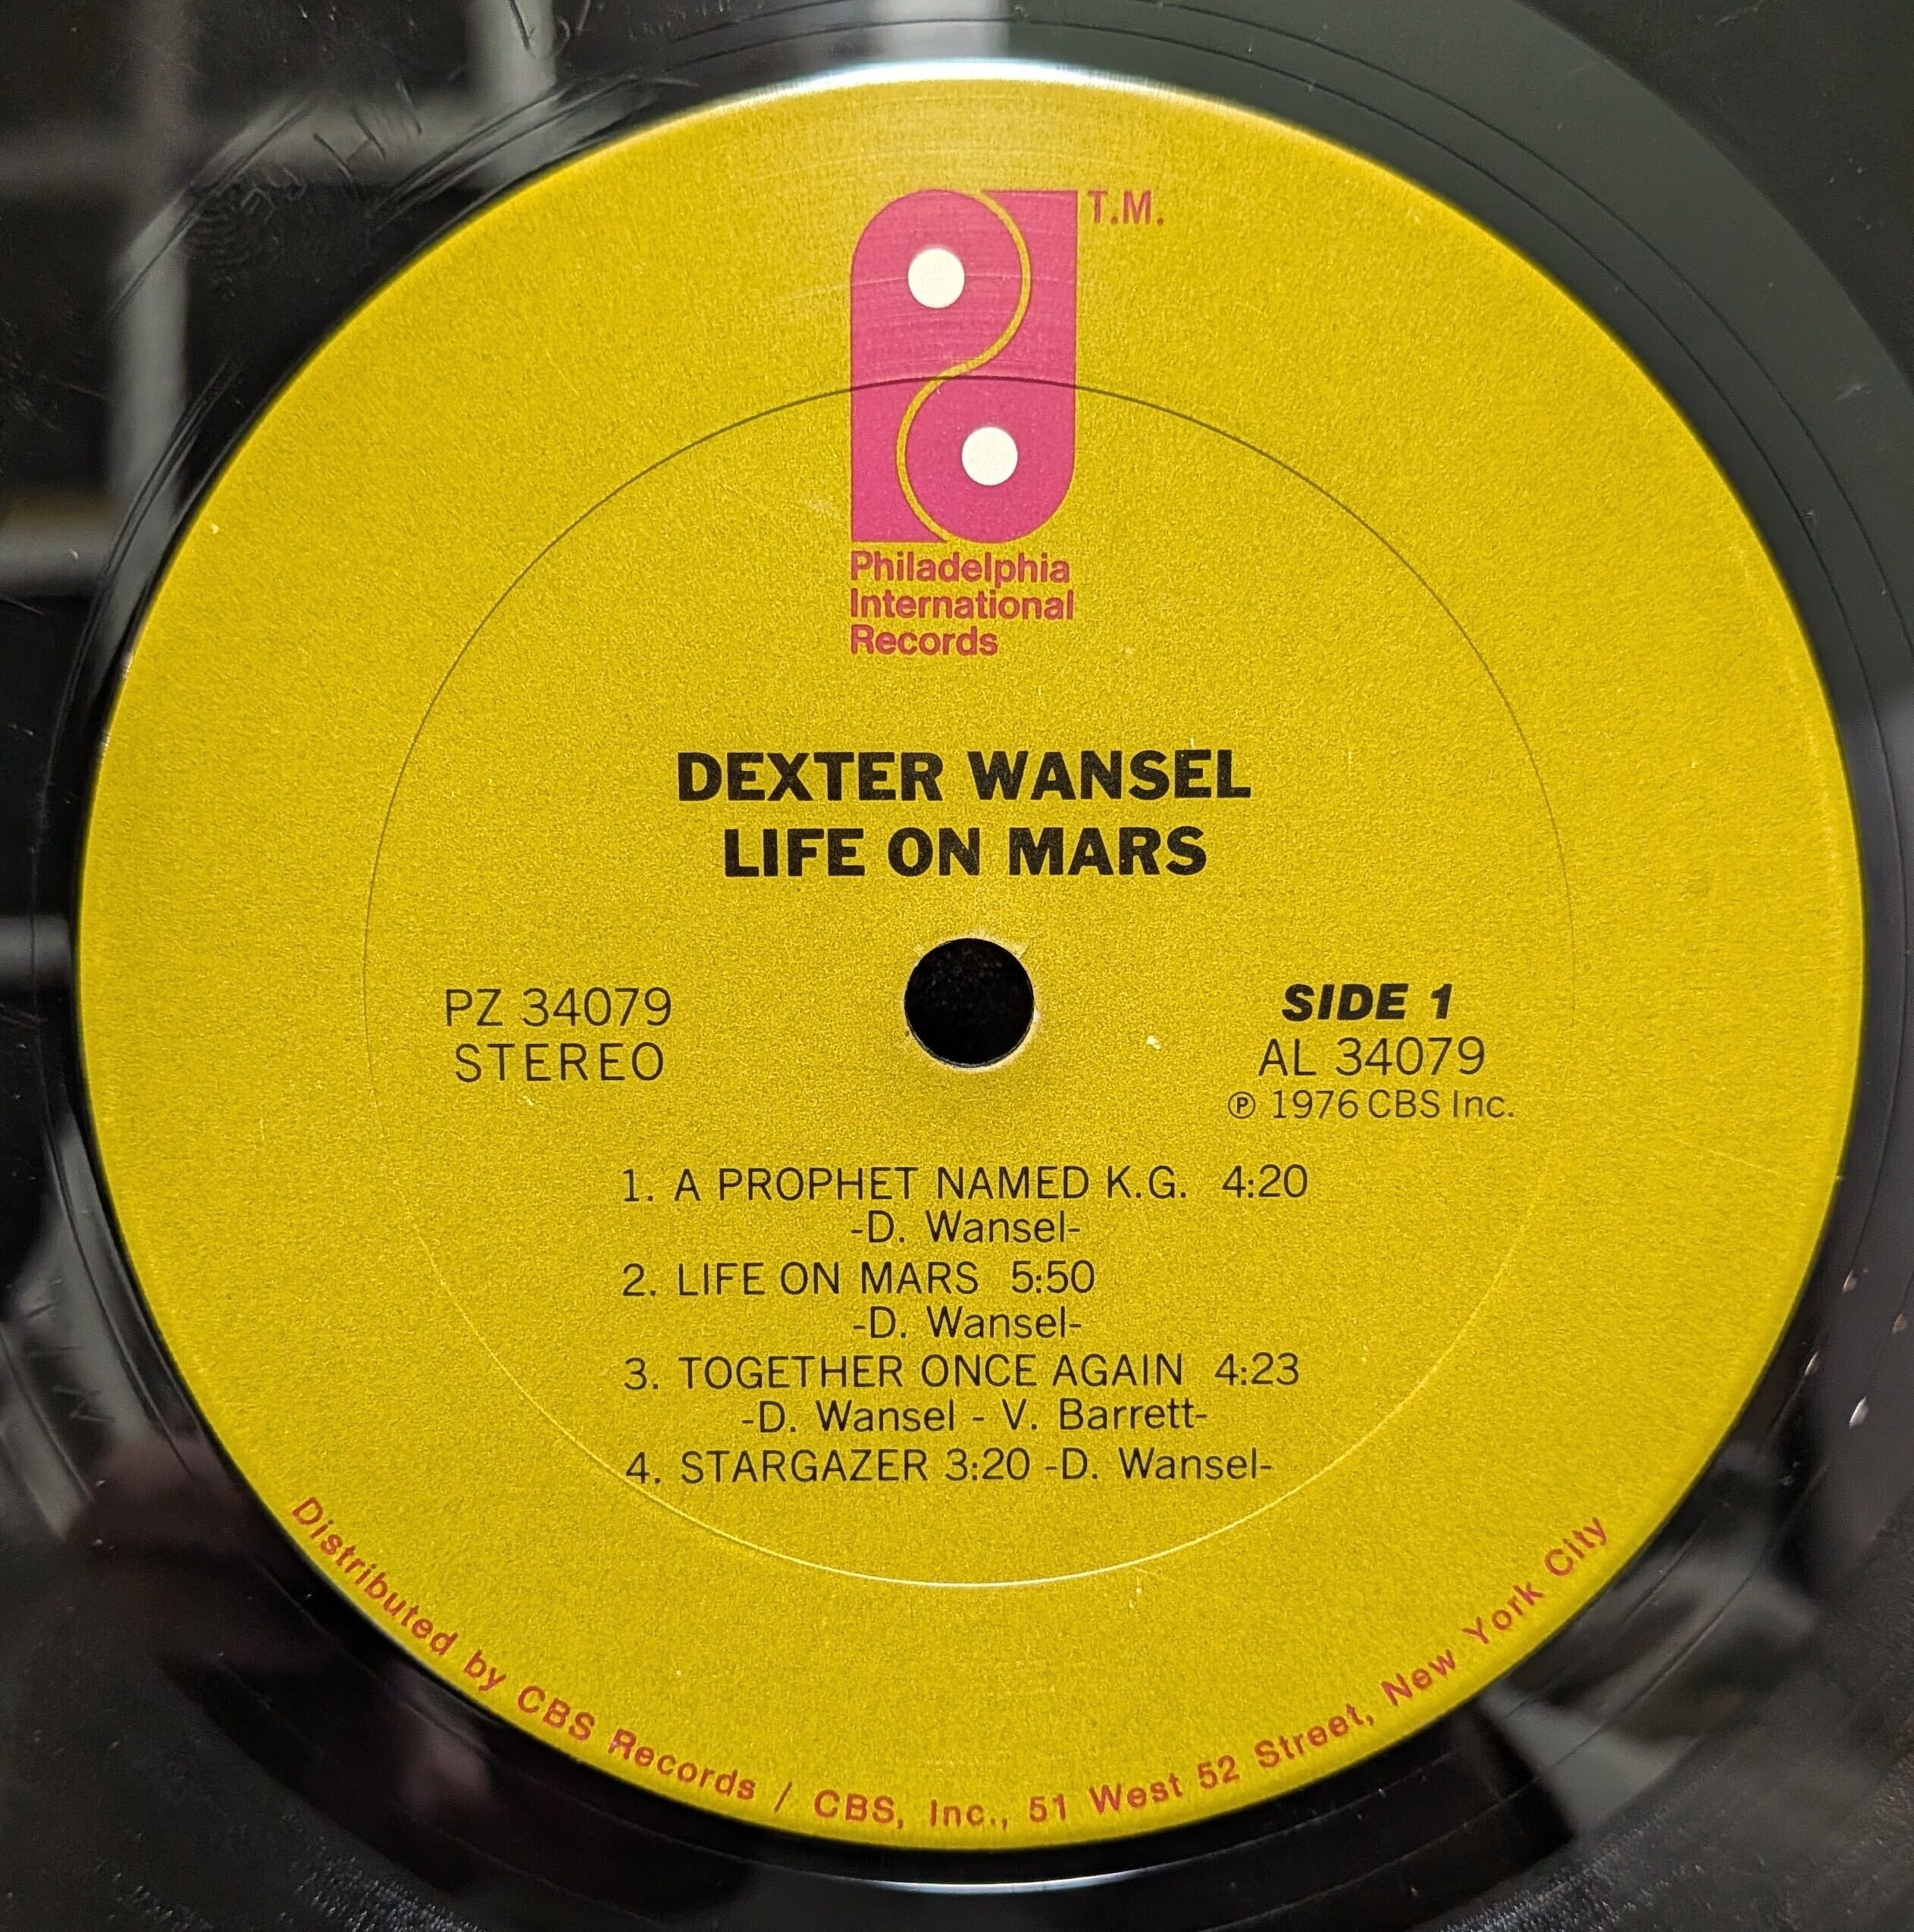 T.M.
Philadelphia
International
Records
DEXTER WANSEL
LIFE ON MARS
PZ 34079
STEREO
SIDE 1
AL 34079
℗ 1976 CBS Inc.
1. A PROPHET NAMED K.G. 4:20
-D. Wansel-
2. LIFE ON MARS 5:50
-D. Wansel-
3. TOGETHER ONCE AGAIN 4:23
-D. Wansel - V. Barrett-
4. STARGAZER 3:20 -D. Wansel-
Distributed by CBS Records / CBS, Inc., 51 West 52 Street, New York City